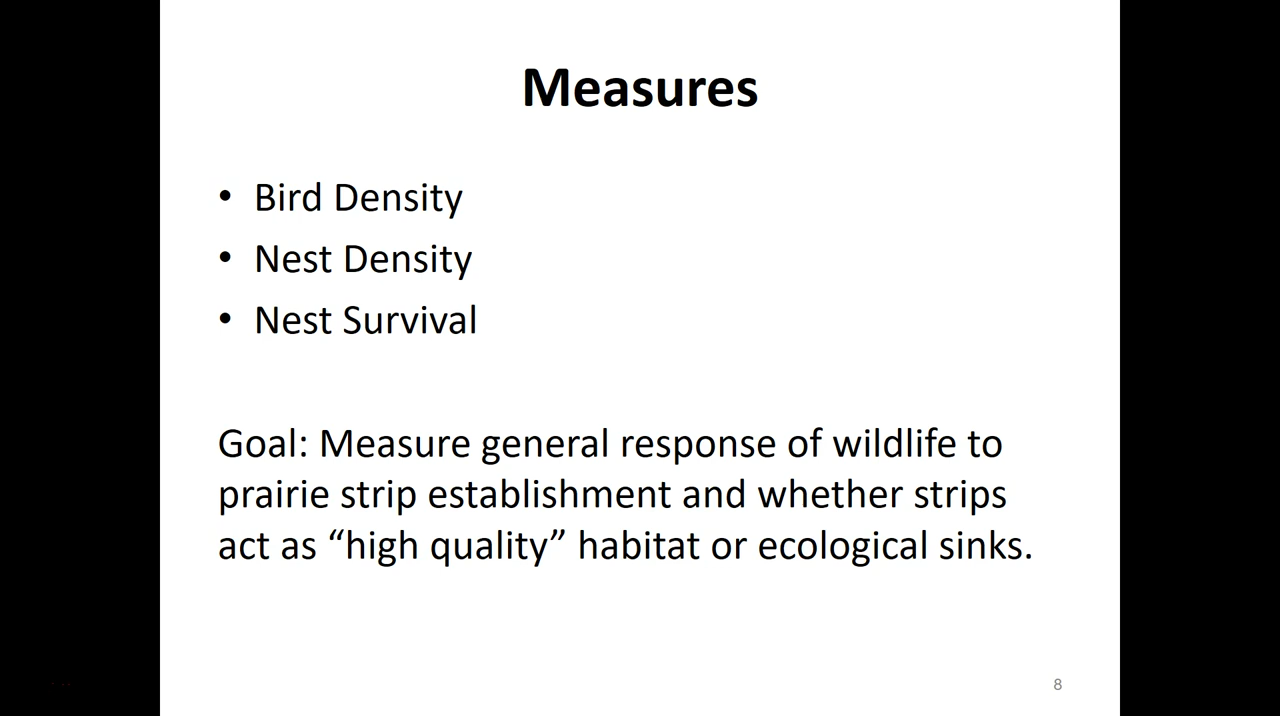 Measures
• Bird Density
• Nest Density
• Nest Survival
Goal: Measure general response of wildlife to
prairie strip establishment and whether strips
act as “high quality” habitat or ecological sinks.
8